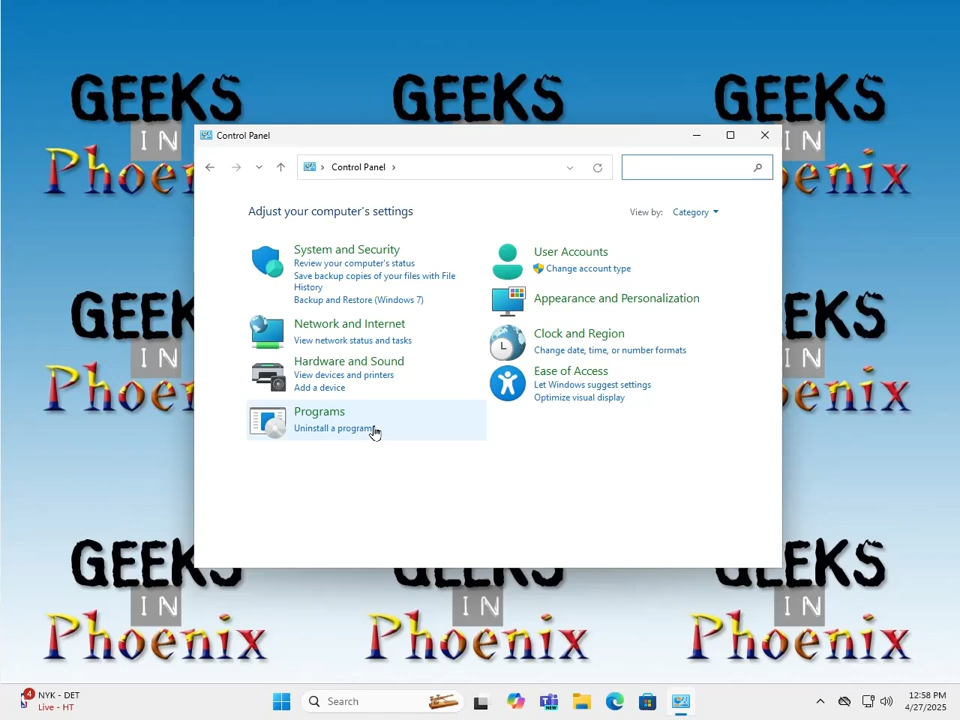 GEEKS
IN
Phoenix
GEEKS
IN
Phoenix
GEEKS
IN
Phoenix
Control Panel
Control Panel
Adjust your computer's settings
View by: Category
System and Security
Review your computer's status
Save backup copies of your files with File
History
Backup and Restore (Windows 7)
Network and Internet
View network status and tasks
Hardware and Sound
View devices and printers
Add a device
Programs
Uninstall a program
User Accounts
Change account type
Appearance and Personalization
Clock and Region
Change date, time, or number formats
Ease of Access
Let Windows suggest settings
Optimize visual display
GEEKS
IN
Phoenix
GEEKS
IN
Phoenix
GEEKS
IN
Phoenix
GEEKS
IN
Phoenix
GEEKS
IN
Phoenix
4
NYK - DET
Live - HT
Search
NEW
12:58 PM
4/27/2025